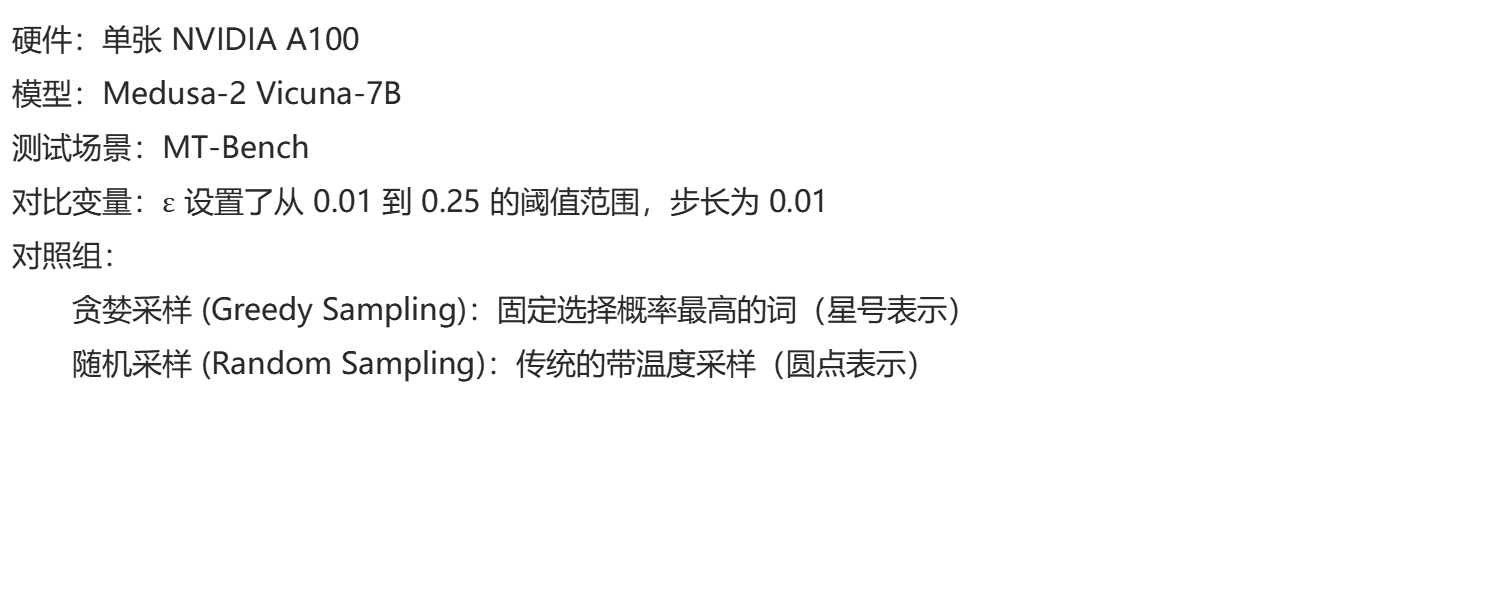 硬件：单张 NVIDIA A100
模型：Medusa-2 Vicuna-7B
测试场景：MT-Bench
对比变量：ε 设置了从 0.01 到 0.25 的阈值范围，步长为 0.01
对照组：
贪婪采样 (Greedy Sampling)：固定选择概率最高的词（星号表示）
随机采样 (Random Sampling)：传统的带温度采样（圆点表示）